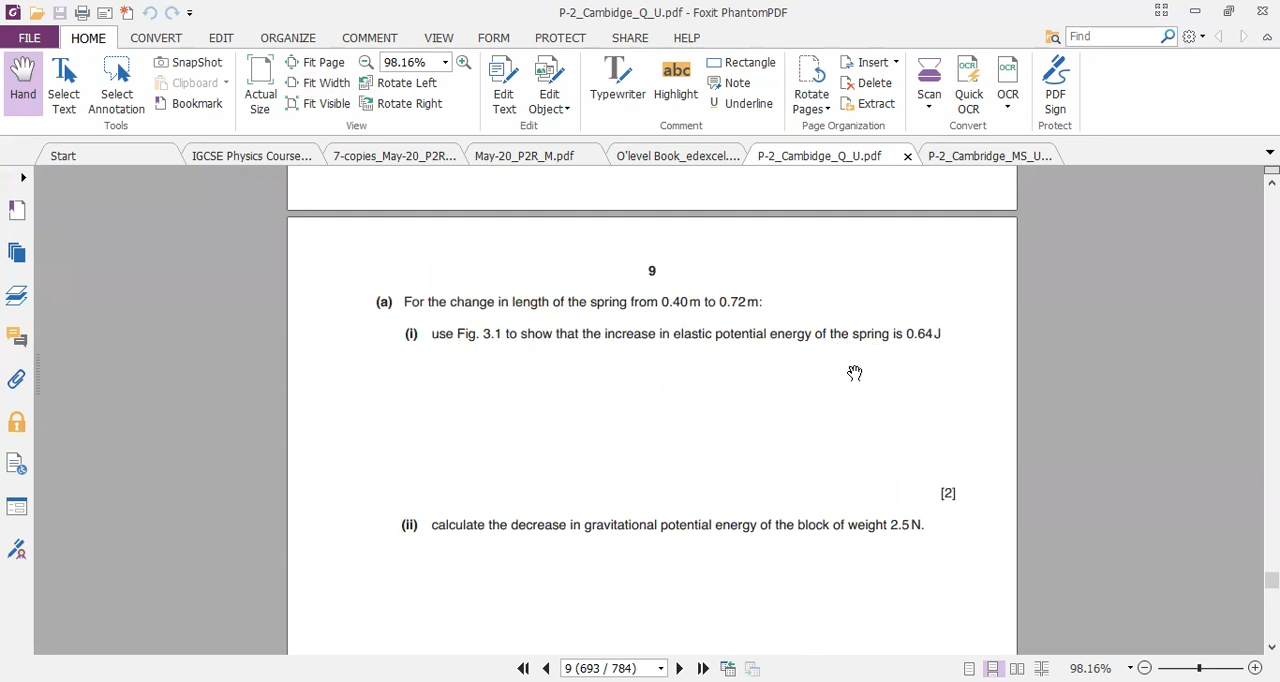 P-2_Cambidge_Q_U.pdf - Foxit PhantomPDF
FILE HOME CONVERT EDIT ORGANIZE COMMENT VIEW FORM PROTECT SHARE HELP Find
SnapShot Fit Page 98.16% Rectangle Insert
Clipboard Fit Width Rotate Left Note Delete
Bookmark Fit Visible Rotate Right Underline Extract
Hand Select Text Select Annotation Actual Size Edit Text Edit Object Typewriter abc Highlight Rotate Pages Scan OCR Quick OCR OCR OCR PDF Sign
Tools View Edit Comment Page Organization Convert Protect
Start IGCSE Physics Course... 7-copies_May-20_P2R... May-20_P2R_M.pdf O'level Book_edexcel.... P-2_Cambidge_Q_U.pdf P-2_Cambridge_MS_U...
9
(a) For the change in length of the spring from 0.40 m to 0.72 m:
(i) use Fig. 3.1 to show that the increase in elastic potential energy of the spring is 0.64 J
[2]
(ii) calculate the decrease in gravitational potential energy of the block of weight 2.5 N.
9 (693 / 784) 98.16%